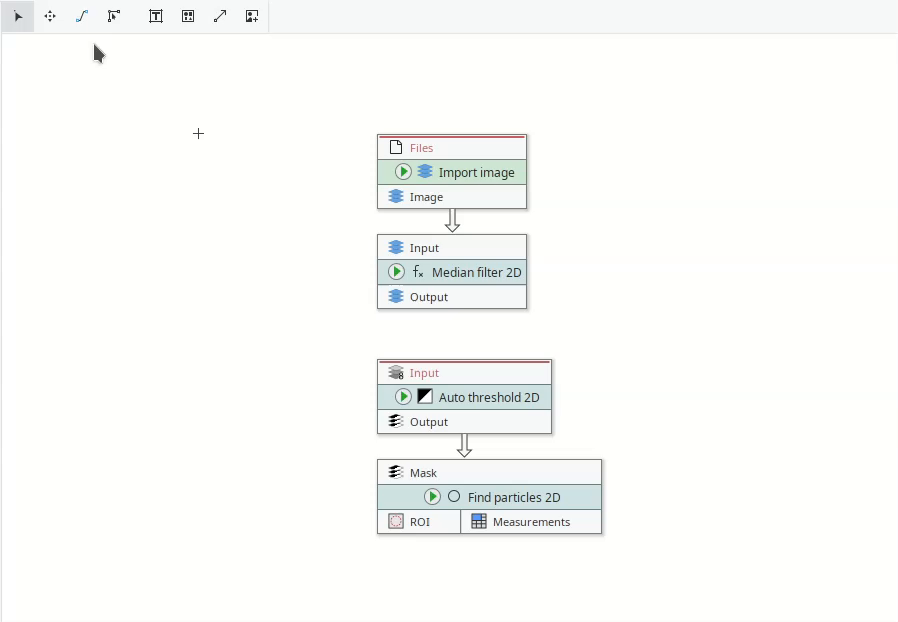 Files
Import image
Image
Input
fx Median filter 2D
Output
Input
Auto threshold 2D
Output
Mask
Find particles 2D
ROI Measurements